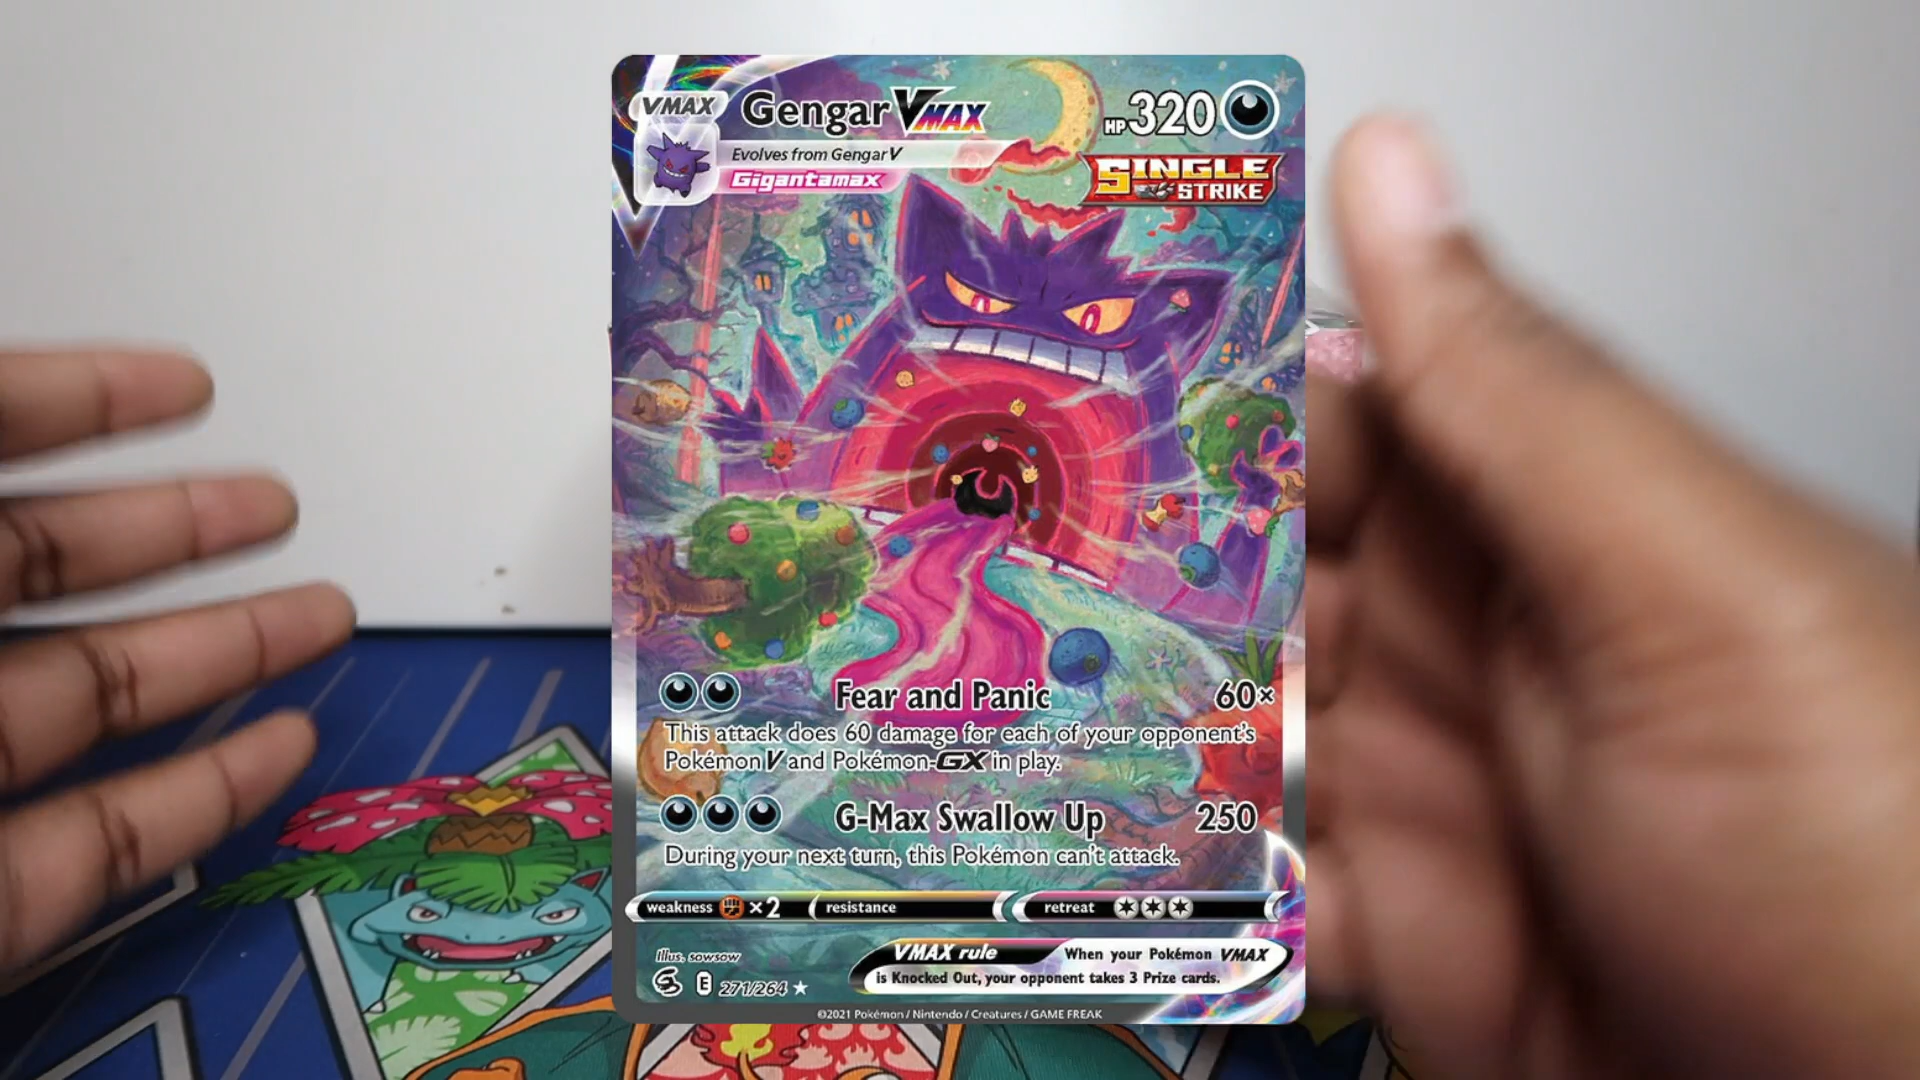 VMAX Gengar VMAX HP 320
Evolves from Gengar V
Gigantamax
SINGLE STRIKE
Fear and Panic 60×
This attack does 60 damage for each of your opponent's
Pokémon V and Pokémon-GX in play.
G-Max Swallow Up 250
During your next turn, this Pokémon can't attack.
weakness ×2 resistance retreat
Illus. sowsow
VMAX rule When your Pokémon VMAX
is Knocked Out, your opponent takes 3 Prize cards.
E 271/264
©2021 Pokémon / Nintendo / Creatures / GAME FREAK